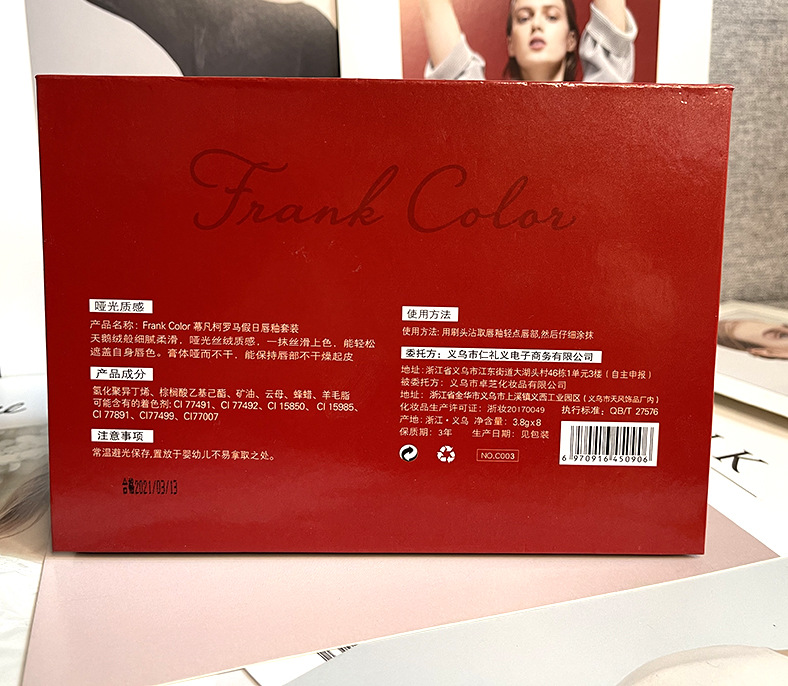 Frank Color
哑光质感
产品名称：Frank Color 慕凡柯罗马假日唇釉套装
天鹅绒般细腻柔滑，哑光丝绒质感，一抹丝滑上色，能轻松
遮盖自身唇色。膏体哑而不干，能保持唇部不干燥起皮
产品成分
氢化聚异丁烯、棕榈酸乙基己酯、矿油、云母、蜂蜡、羊毛脂
可能含有的着色剂: CI 77491、CI 77492、CI 15850、CI 15985、
CI 77891、CI77499、CI17007
注意事项
常温避光保存,置放于婴幼儿不易拿取之处。
合格2021/03/13
使用方法
使用方法: 用刷头沾取唇釉轻点唇部,然后仔细涂抹
委托方：义乌市仁礼义电子商务有限公司
地址: 浙江省义乌市江东街道大湖头村46栋1单元3楼（自主申报）
被委托方：义乌市卓芝化妆品有限公司
地址：浙江省金华市义乌市上溪镇义西工业园区（义乌市天风饰品厂内）
化妆品生产许可证：浙妆20170049 执行标准：QB/T 27576
产地: 浙江·义乌 净含量: 3.8g×8
保质期：3年 生产日期：见包装
NO.C003
6 970916 450906
K